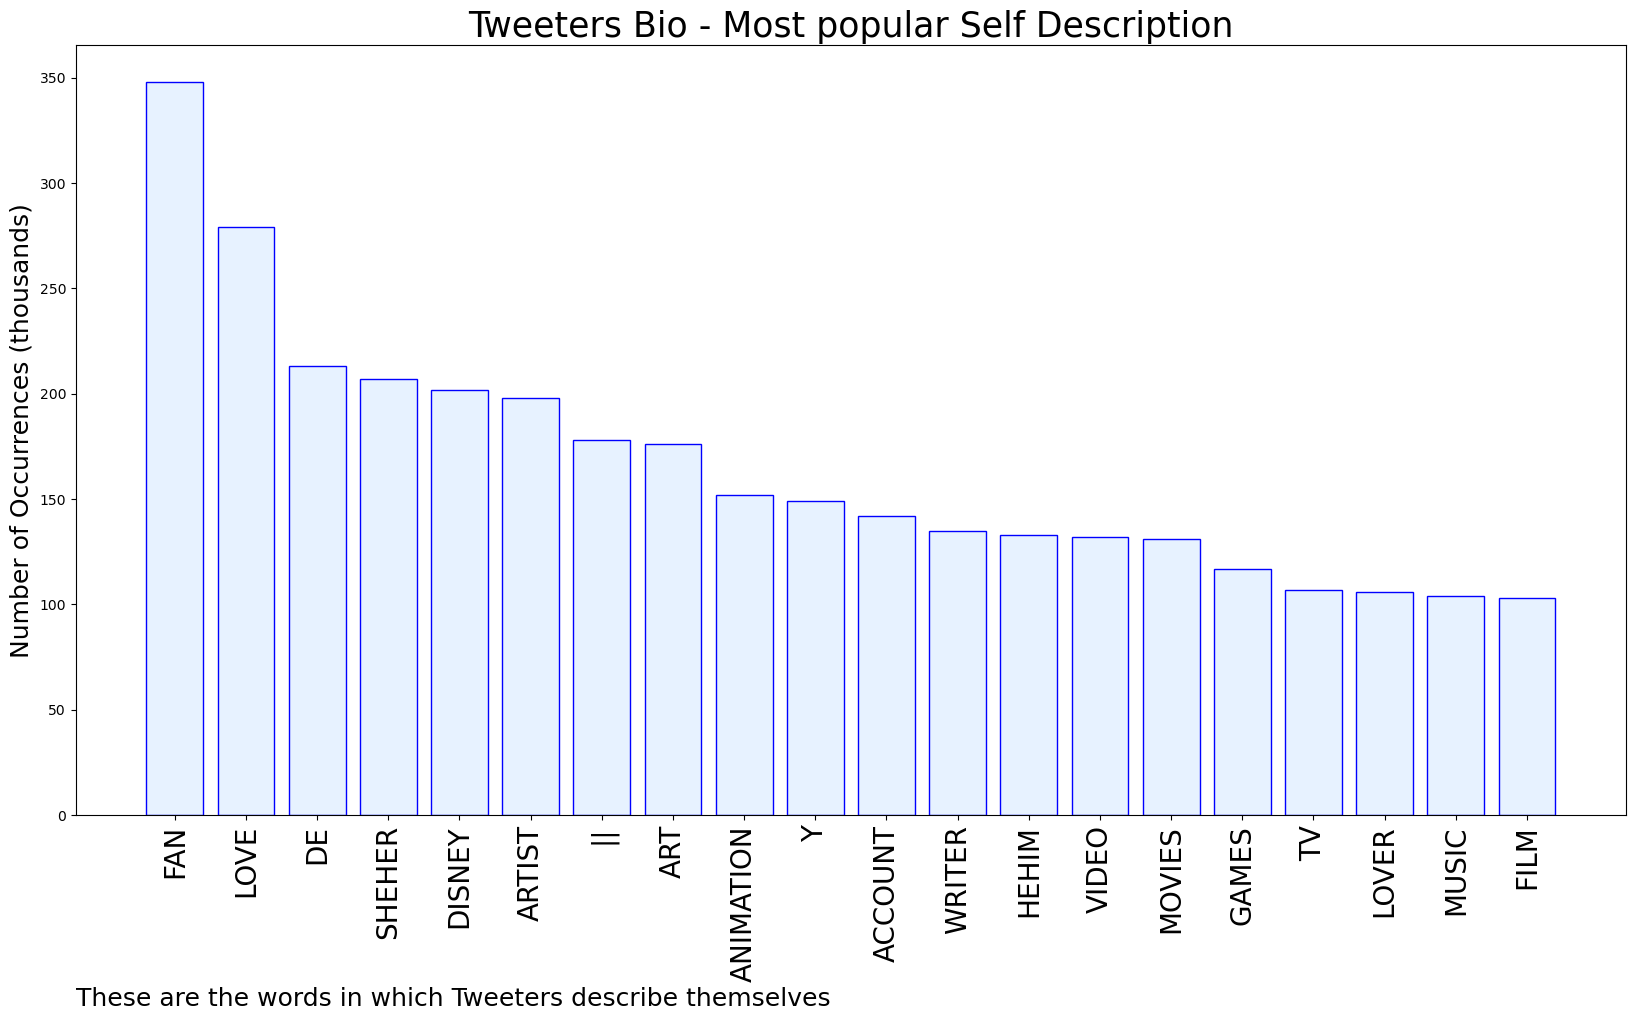 Tweeters Bio - Most popular Self Description
Number of Occurrences (thousands)
350
300
250
200
150
100
50
0
FAN
LOVE
DE
SHEHER
DISNEY
ARTIST
||
ART
ANIMATION
Y
ACCOUNT
WRITER
HEHIM
VIDEO
MOVIES
GAMES
TV
LOVER
MUSIC
FILM
These are the words in which Tweeters describe themselves